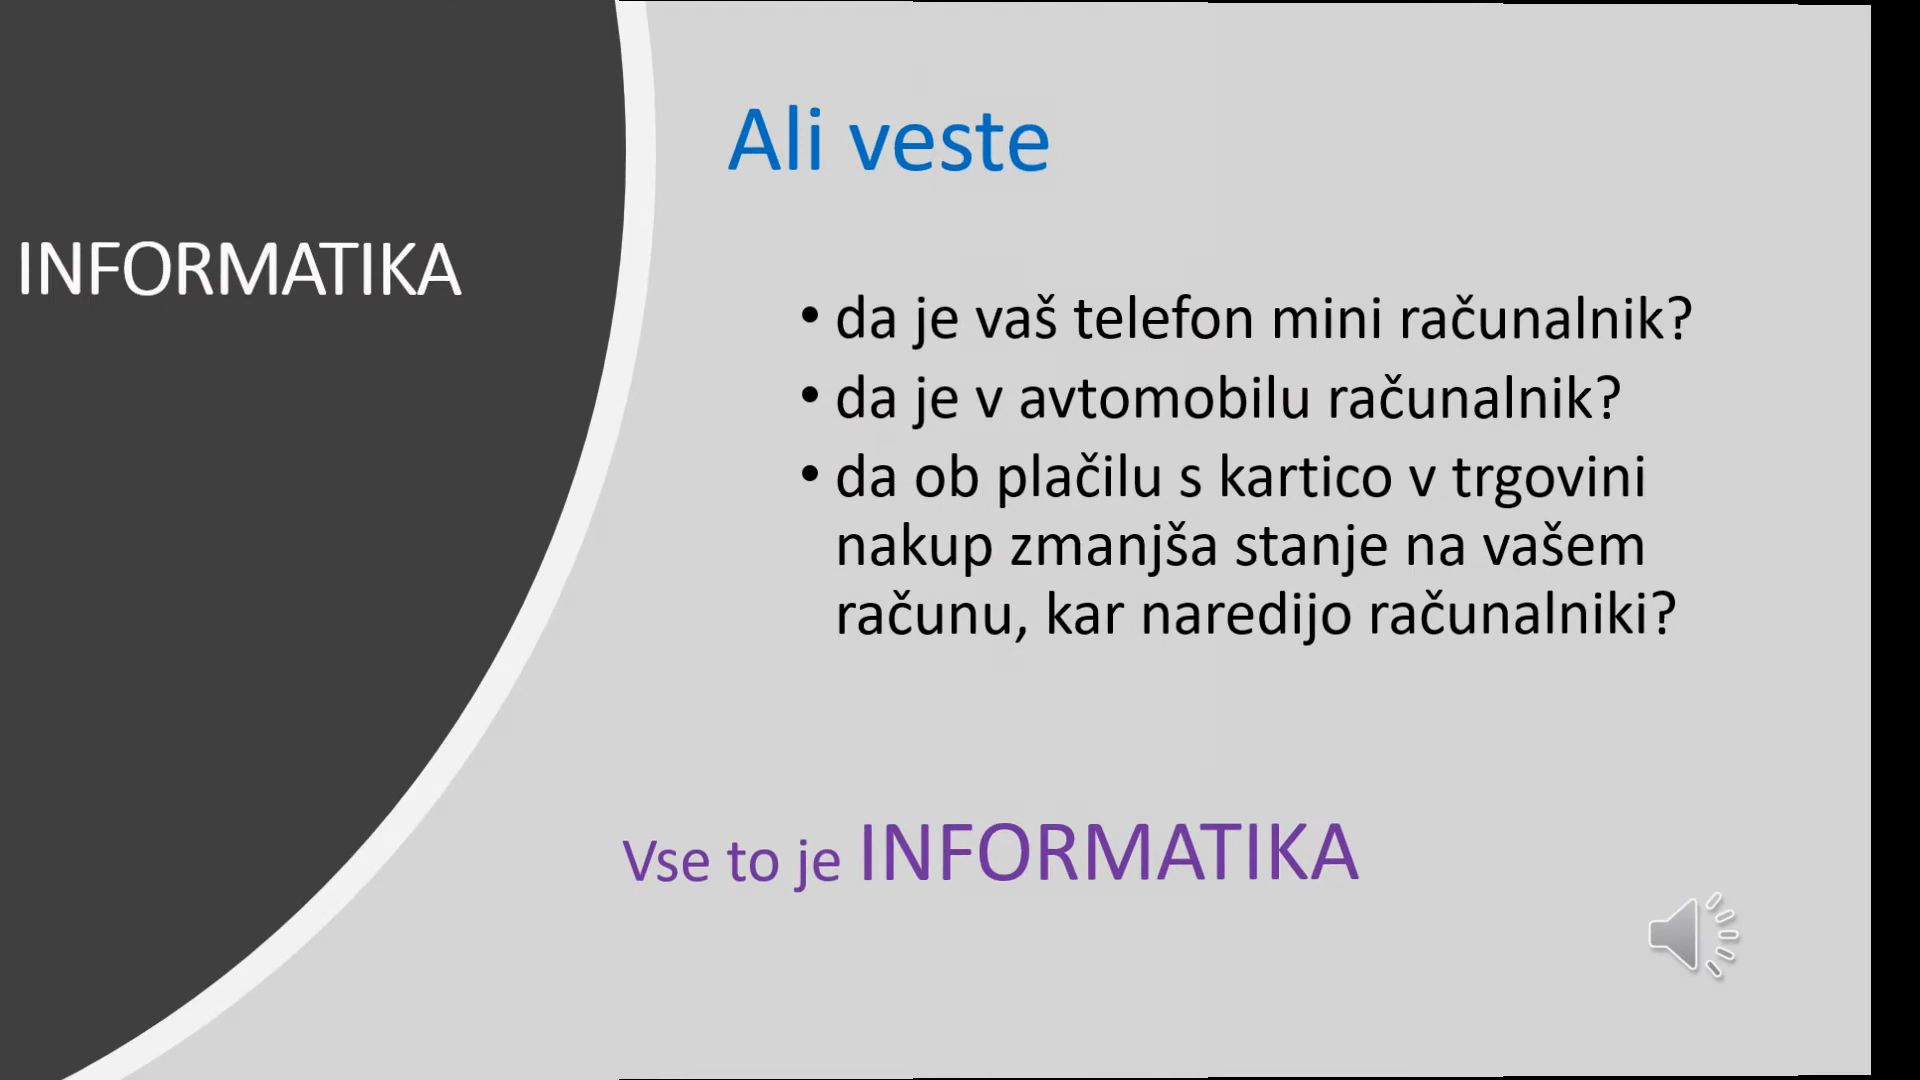 INFORMATIKA
Ali veste
• da je vaš telefon mini računalnik?
• da je v avtomobilu računalnik?
• da ob plačilu s kartico v trgovini
nakup zmanjša stanje na vašem
računu, kar naredijo računalniki?
Vse to je INFORMATIKA